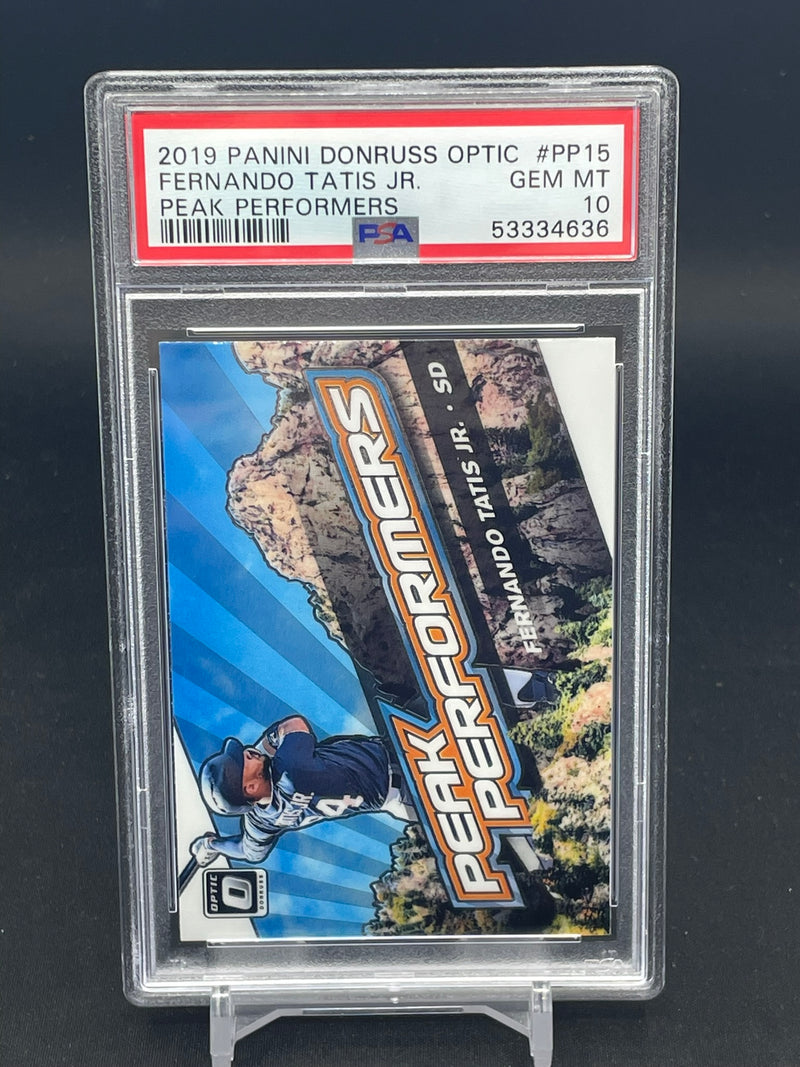 2019 PANINI DONRUSS OPTIC #PP15
FERNANDO TATIS JR. GEM MT
PEAK PERFORMERS 10
PSA 53334636
PEAK
PERFORMERS
FERNANDO TATIS JR. · SD
4
OPTIC
DONRUSS